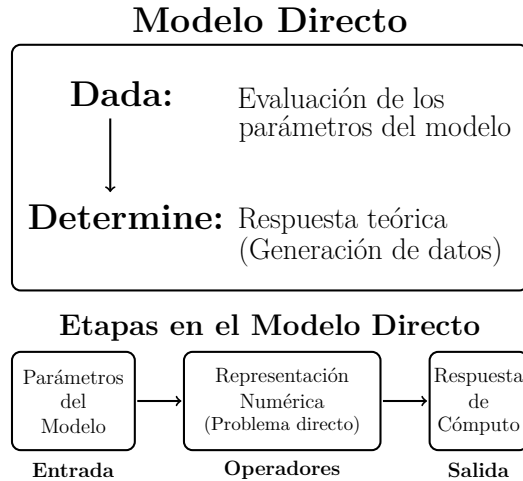 Modelo Directo
Dada: Evaluación de los
parámetros del modelo
Determine: Respuesta teórica
(Generación de datos)
Etapas en el Modelo Directo
Parámetros
del
Modelo
Representación
Numérica
(Problema directo)
Respuesta
de
Cómputo
Entrada
Operadores
Salida